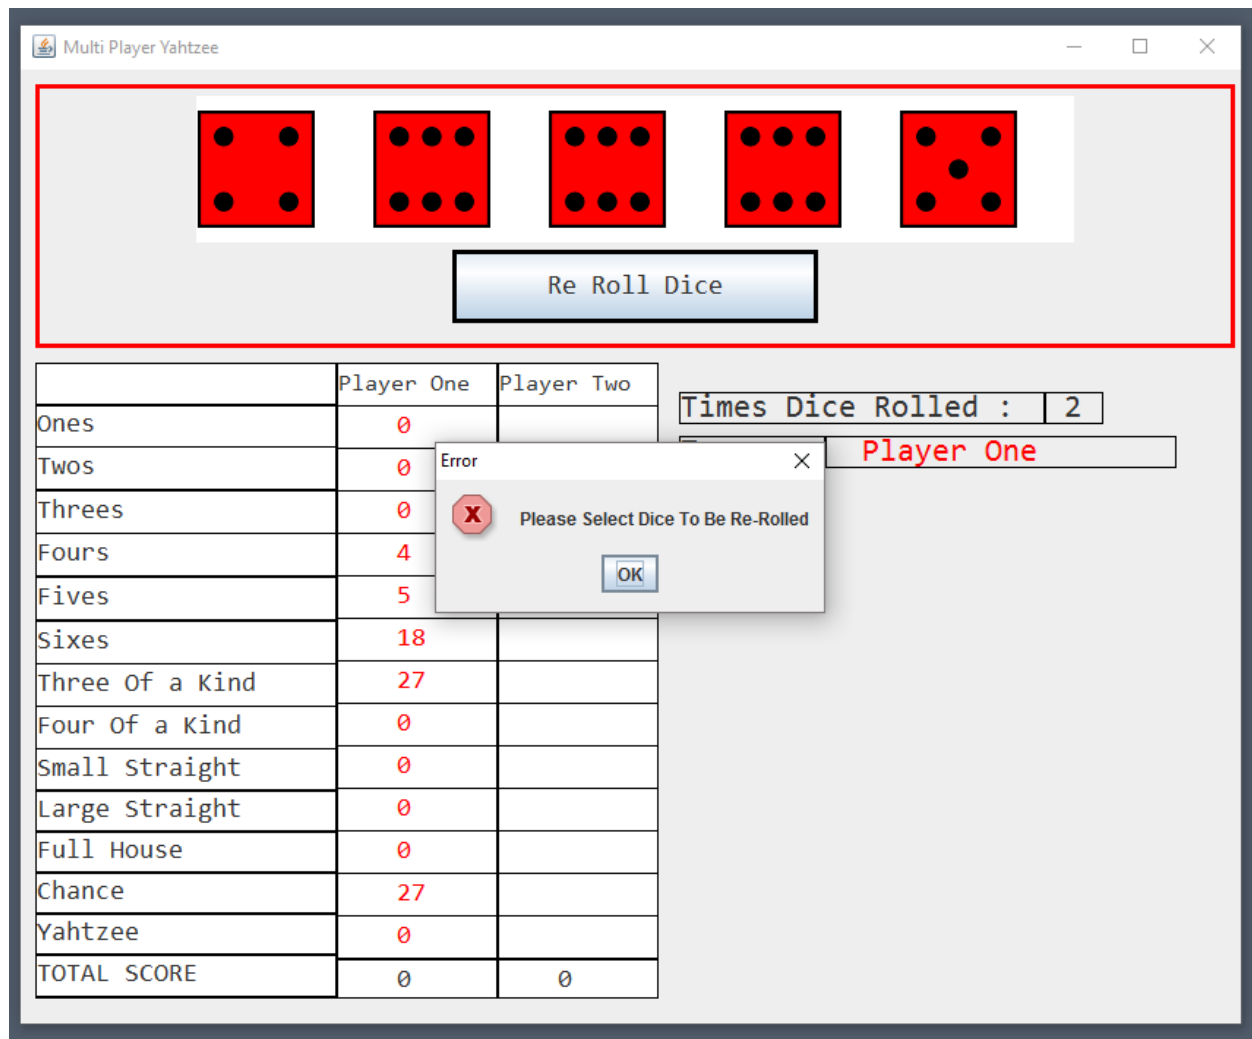 Multi Player Yahtzee
Re Roll Dice
Player One Player Two
Times Dice Rolled : 2
Player One
Ones 0
Twos 0
Threes 0
Fours 4
Fives 5
Sixes 18
Three Of a Kind 27
Four Of a Kind 0
Small Straight 0
Large Straight 0
Full House 0
Chance 27
Yahtzee 0
TOTAL SCORE 0 0
Error
X
Please Select Dice To Be Re-Rolled
OK